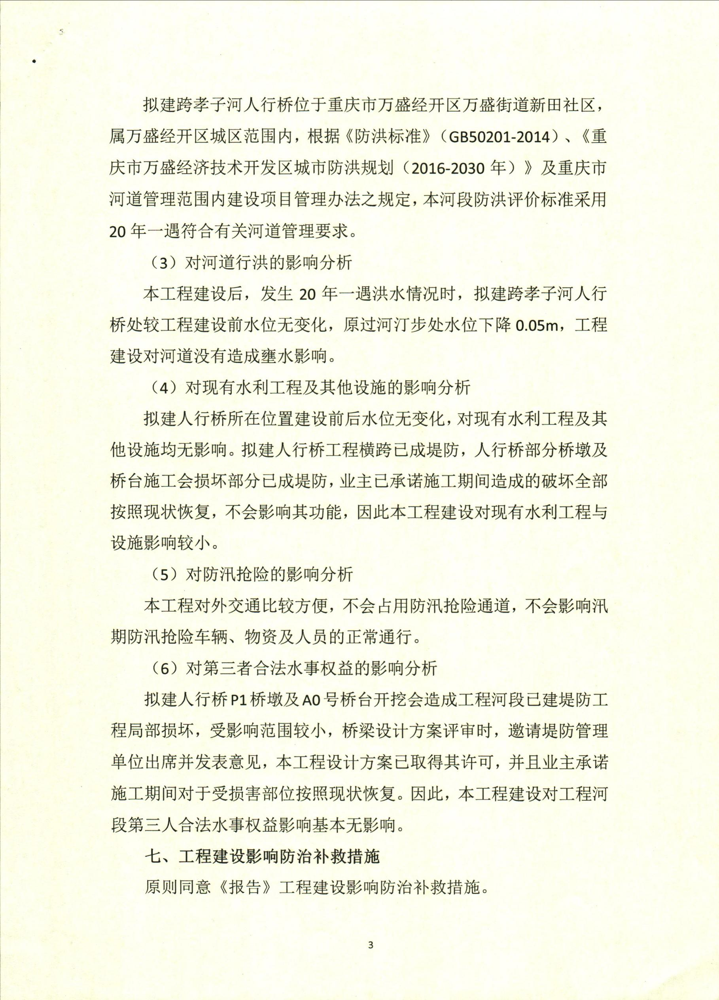 拟建跨孝子河人行桥位于重庆市万盛经开区万盛街道新田社区，
属万盛经开区城区范围内，根据《防洪标准》（GB50201-2014）、《重
庆市万盛经济技术开发区城市防洪规划（2016-2030 年）》及重庆市
河道管理范围内建设项目管理办法之规定，本河段防洪评价标准采用
20 年一遇符合有关河道管理要求。
（3）对河道行洪的影响分析
本工程建设后，发生 20 年一遇洪水情况时，拟建跨孝子河人行
桥处较工程建设前水位无变化，原过河汀步处水位下降 0.05m，工程
建设对河道没有造成壅水影响。
（4）对现有水利工程及其他设施的影响分析
拟建人行桥所在位置建设前后水位无变化，对现有水利工程及其
他设施均无影响。拟建人行桥工程横跨已成堤防，人行桥部分桥墩及
桥台施工会损坏部分已成堤防，业主已承诺施工期间造成的破坏全部
按照现状恢复，不会影响其功能，因此本工程建设对现有水利工程与
设施影响较小。
（5）对防汛抢险的影响分析
本工程对外交通比较方便，不会占用防汛抢险通道，不会影响汛
期防汛抢险车辆、物资及人员的正常通行。
（6）对第三者合法水事权益的影响分析
拟建人行桥 P1 桥墩及 A0 号桥台开挖会造成工程河段已建堤防工
程局部损坏，受影响范围较小，桥梁设计方案评审时，邀请堤防管理
单位出席并发表意见，本工程设计方案已取得其许可，并且业主承诺
施工期间对于受损害部位按照现状恢复。因此，本工程建设对工程河
段第三人合法水事权益影响基本无影响。
七、工程建设影响防治补救措施
原则同意《报告》工程建设影响防治补救措施。
3